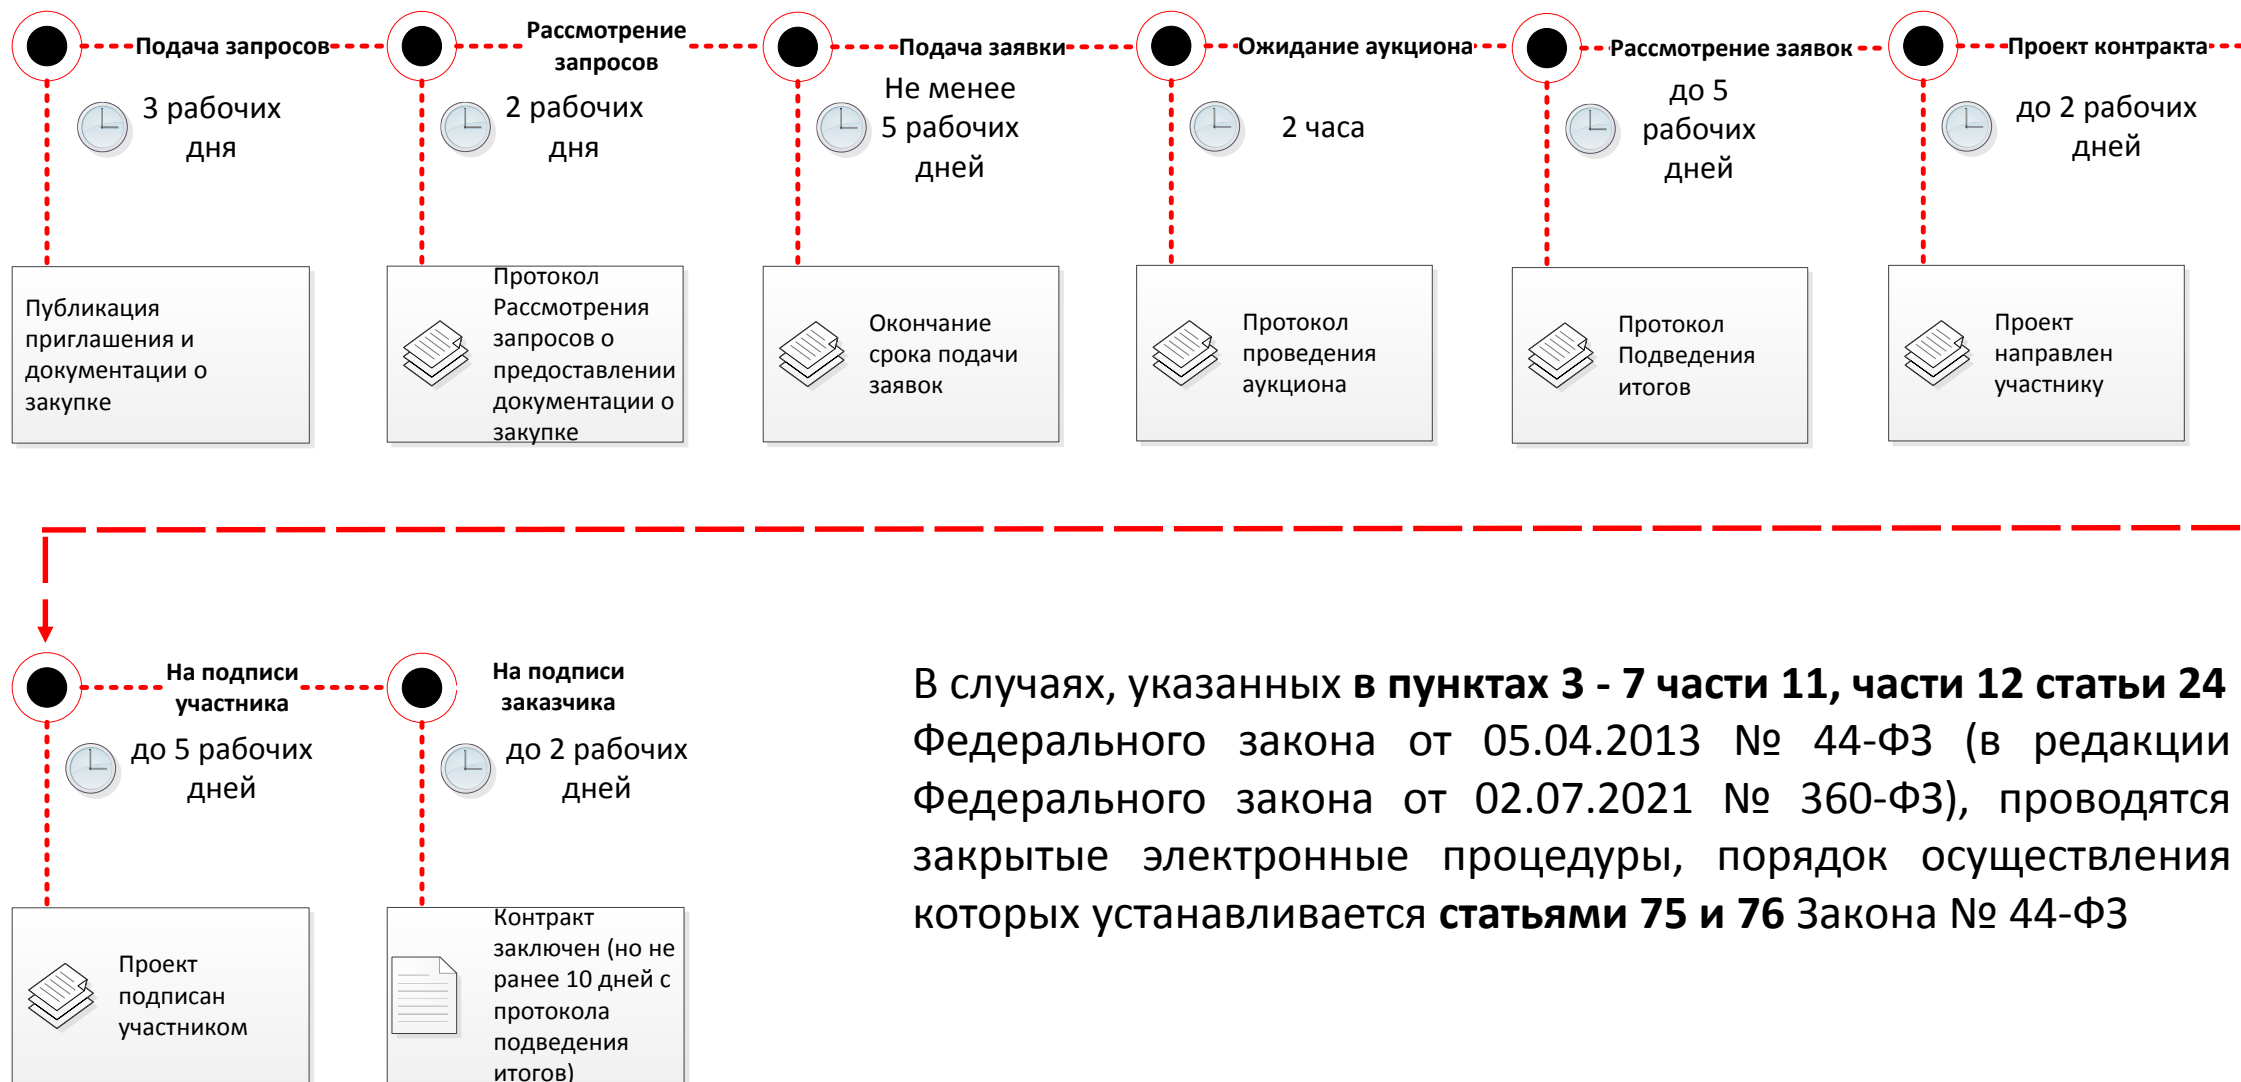 Подача запросов
3 рабочих
дня
Публикация
приглашения и
документации о
закупке
Рассмотрение
запросов
2 рабочих
дня
Протокол
Рассмотрения
запросов о
предоставлении
документации о
закупке
Подача заявки
Не менее
5 рабочих
дней
Окончание
срока подачи
заявок
Ожидание аукциона
2 часа
Протокол
проведения
аукциона
Рассмотрение заявок
до 5
рабочих
дней
Протокол
Подведения
итогов
Проект контракта
до 2 рабочих
дней
Проект
направлен
участнику
На подписи
участника
до 5 рабочих
дней
Проект
подписан
участником
На подписи
заказчика
до 2 рабочих
дней
Контракт
заключен (но не
ранее 10 дней с
протокола
подведения
итогов)
В случаях, указанных в пунктах 3 - 7 части 11, части 12 статьи 24
Федерального закона от 05.04.2013 № 44-ФЗ (в редакции
Федерального закона от 02.07.2021 № 360-ФЗ), проводятся
закрытые электронные процедуры, порядок осуществления
которых устанавливается статьями 75 и 76 Закона № 44-ФЗ